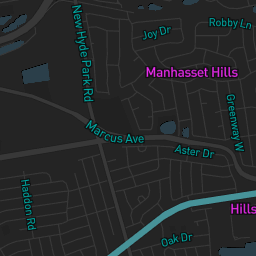 Robby Ln
Joy Dr
New Hyde Park Rd
Manhasset Hills
Greenway W
Marcus Ave
Aster Dr
Haddon Rd
Hills
Oak Dr